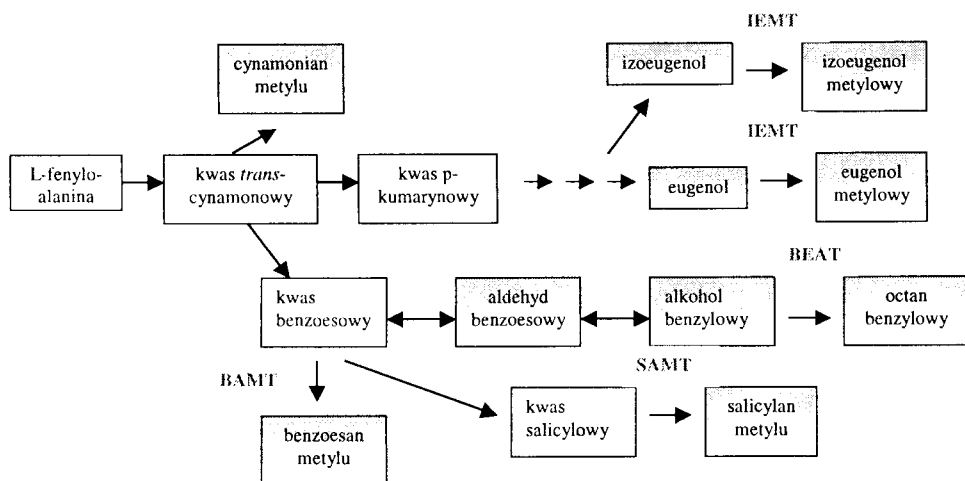 IEMT
cynamonian
metylu
izoeugenol
izoeugenol
metylowy
IEMT
L-fenylo-
alanina
kwas trans-
cynamonowy
kwas p-
kumarynowy
eugenol
eugenol
metylowy
BEAT
kwas
benzoesowy
aldehyd
benzoesowy
alkohol
benzylowy
octan
benzylowy
BAMT
SAMT
kwas
salicylowy
salicylan
metylu
benzoesan
metylu